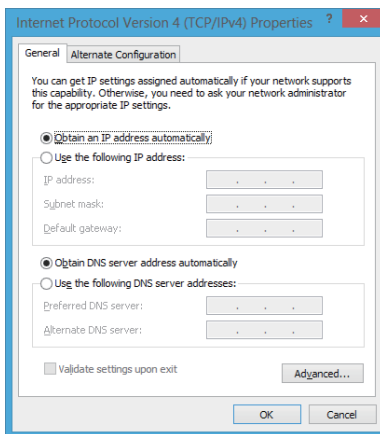 Internet Protocol Version 4 (TCP/IPv4) Properties
General
Alternate Configuration
You can get IP settings assigned automatically if your network supports
this capability. Otherwise, you need to ask your network administrator
for the appropriate IP settings.
Obtain an IP address automatically
Use the following IP address:
IP address:
Subnet mask:
Default gateway:
Obtain DNS server address automatically
Use the following DNS server addresses:
Preferred DNS server:
Alternate DNS server:
Validate settings upon exit
Advanced...
OK
Cancel